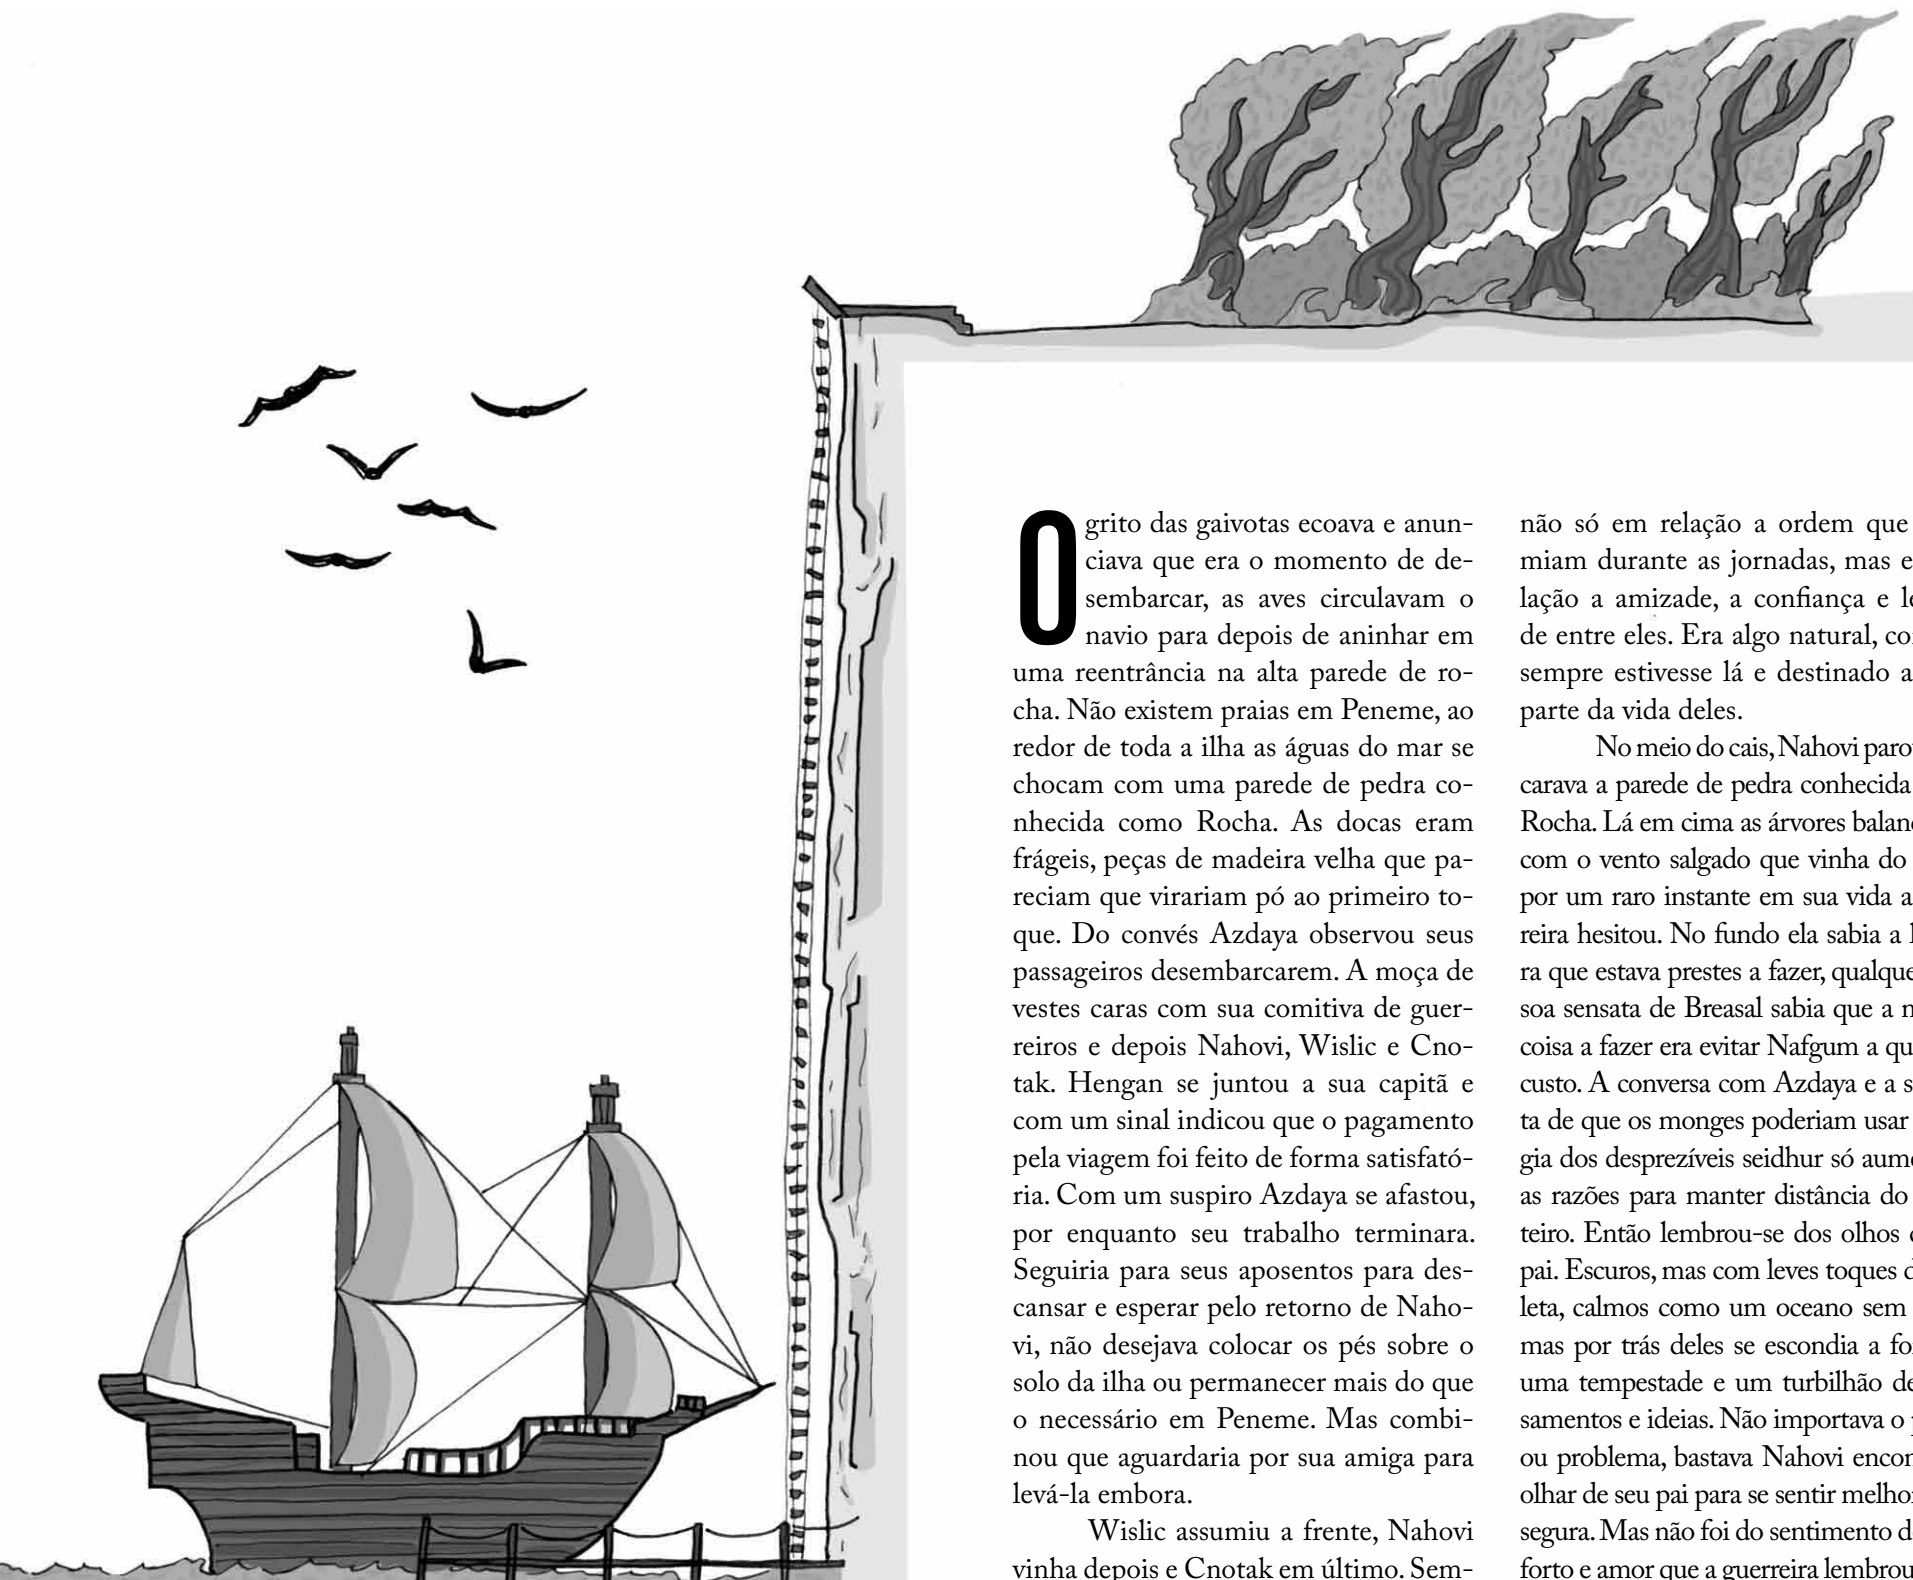 O grito das gaivotas ecoava e anun-
ciava que era o momento de de-
sembarcar, as aves circulavam o
navio para depois de aninhar em
uma reentrância na alta parede de ro-
cha. Não existem praias em Peneme, ao
redor de toda a ilha as águas do mar se
chocam com uma parede de pedra co-
nhecida como Rocha. As docas eram
frágeis, peças de madeira velha que pa-
reciam que virariam pó ao primeiro to-
que. Do convés Azdaya observou seus
passageiros desembarcarem. A moça de
vestes caras com sua comitiva de guer-
reiros e depois Nahovi, Wislic e Cno-
tak. Hengan se juntou a sua capitã e
com um sinal indicou que o pagamento
pela viagem foi feito de forma satisfató-
ria. Com um suspiro Azdaya se afastou,
por enquanto seu trabalho terminara.
Seguiria para seus aposentos para des-
cansar e esperar pelo retorno de Naho-
vi, não desejava colocar os pés sobre o
solo da ilha ou permanecer mais do que
o necessário em Peneme. Mas combi-
nou que aguardaria por sua amiga para
levá-la embora.
Wislic assumiu a frente, Nahovi
vinha depois e Cnotak em último. Sem-
não só em relação a ordem que
miam durante as jornadas, mas e
lação a amizade, a confiança e le
de entre eles. Era algo natural, co
sempre estivesse lá e destinado a
parte da vida deles.
No meio do cais, Nahovi paro
carava a parede de pedra conhecida
Rocha. Lá em cima as árvores balan
com o vento salgado que vinha do
por um raro instante em sua vida a
reira hesitou. No fundo ela sabia a
ra que estava prestes a fazer, qualque
soa sensata de Breasal sabia que a
coisa a fazer era evitar Nafgum a qu
custo. A conversa com Azdaya e a s
ta de que os monges poderiam usar
gia dos desprezíveis seidhur só aum
as razões para manter distância do
teiro. Então lembrou-se dos olhos
pai. Escuros, mas com leves toques
leta, calmos como um oceano sem
mas por trás deles se escondia a fo
uma tempestade e um turbilhão de
samentos e ideias. Não importava o
ou problema, bastava Nahovi encon
olhar de seu pai para se sentir melho
segura. Mas não foi do sentimento d
forto e amor que a guerreira lembrou